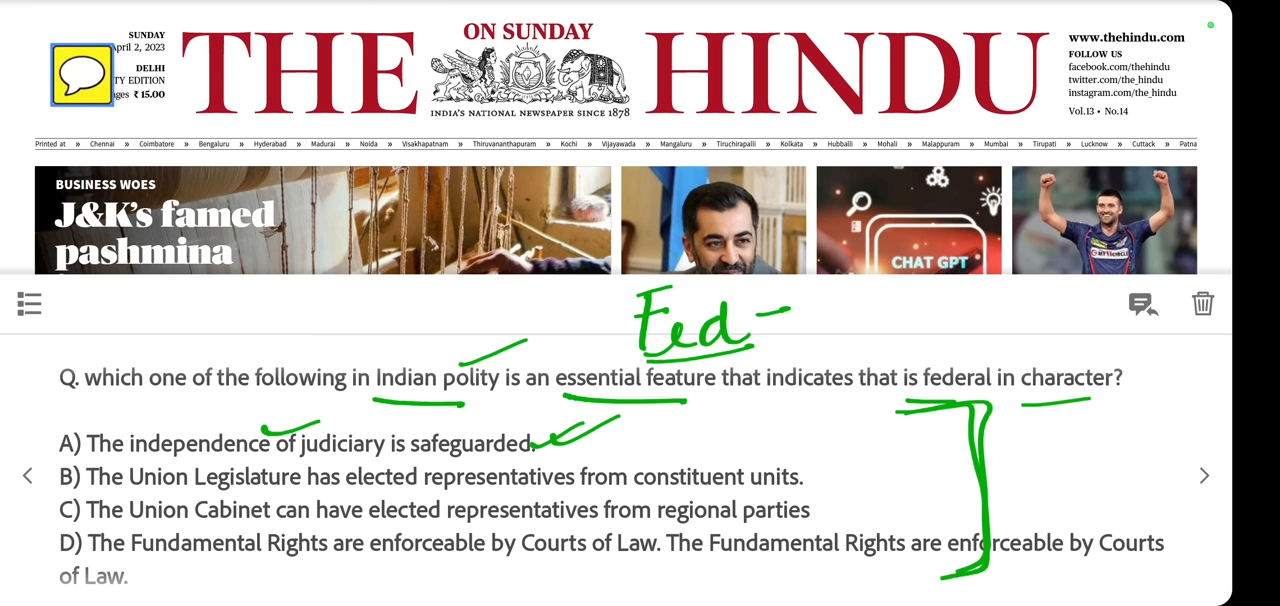 ON SUNDAY
SUNDAY
April 2, 2023
DELHI
TY EDITION
ges ₹ 15.00
THE HINDU
INDIA'S NATIONAL NEWSPAPER SINCE 1878
www.thehindu.com
FOLLOW US
facebook.com/thehindu
twitter.com/the_hindu
instagram.com/the_hindu
Vol.13 • No.14
Printed at » Chennai » Coimbatore » Bengaluru » Hyderabad » Madurai » Noida » Visakhapatnam » Thiruvananthapuram » Kochi » Vijayawada » Mangaluru » Tiruchirapalli » Kolkata » Hubballi » Mohali » Malappuram » Mumbai » Tirupati » Lucknow » Cuttack » Patna
BUSINESS WOES
J&K's famed
pashmina
CHAT GPT
Fed -
Q. which one of the following in Indian polity is an essential feature that indicates that is federal in character?
A) The independence of judiciary is safeguarded.
B) The Union Legislature has elected representatives from constituent units.
C) The Union Cabinet can have elected representatives from regional parties
D) The Fundamental Rights are enforceable by Courts of Law. The Fundamental Rights are enforceable by Courts
of Law.